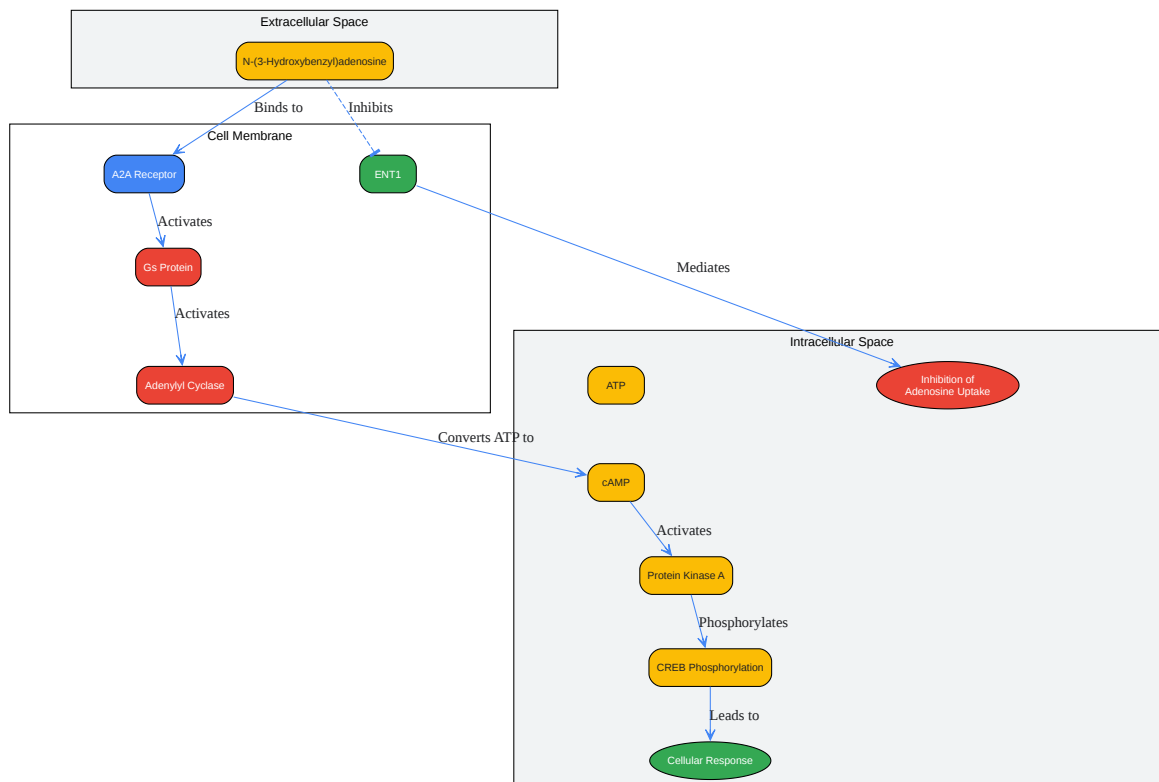 Extracellular Space
N-(3-Hydroxybenzyl)adenosine
Binds to
Inhibits
Cell Membrane
A2A Receptor
ENT1
Activates
Gs Protein
Mediates
Activates
Intracellular Space
Adenylyl Cyclase
ATP
Inhibition of
Adenosine Uptake
Converts ATP to
cAMP
Activates
Protein Kinase A
Phosphorylates
CREB Phosphorylation
Leads to
Cellular Response